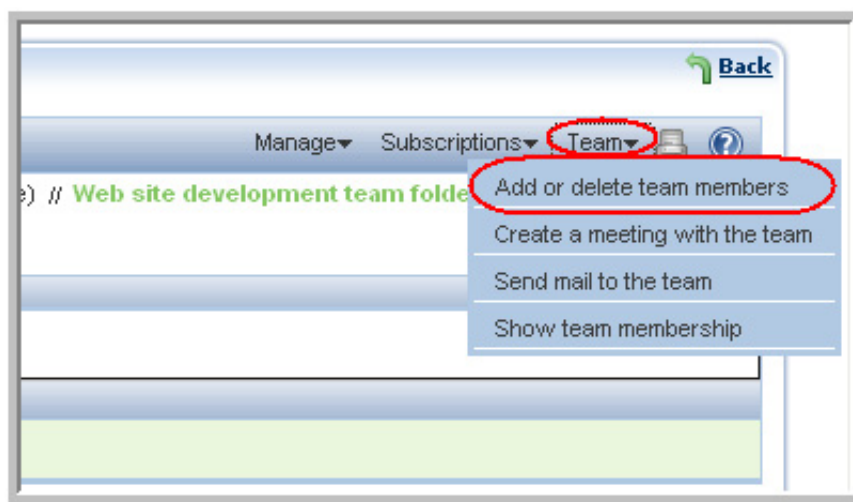 Back
Manage Subscriptions Team
e) // Web site development team folde
Add or delete team members
Create a meeting with the team
Send mail to the team
Show team membership